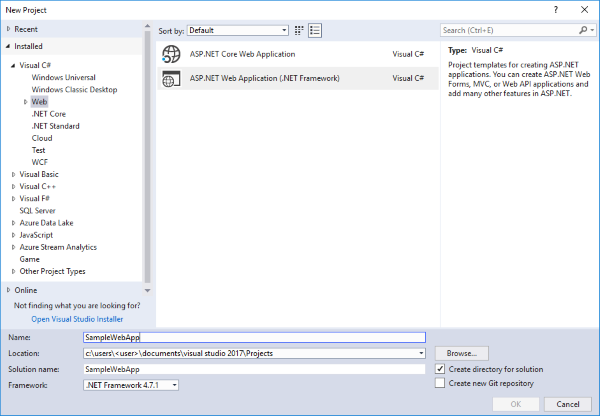 New Project
? ×
Recent
Installed
Visual C#
Windows Universal
Windows Classic Desktop
Web
.NET Core
.NET Standard
Cloud
Test
WCF
Visual Basic
Visual C++
Visual F#
SQL Server
Azure Data Lake
JavaScript
Azure Stream Analytics
Game
Other Project Types
Online
Not finding what you are looking for?
Open Visual Studio Installer
Sort by: Default
ASP.NET Core Web Application Visual C#
ASP.NET Web Application (.NET Framework) Visual C#
Search (Ctrl+E)
Type: Visual C#
Project templates for creating ASP.NET
applications. You can create ASP.NET Web
Forms, MVC, or Web API applications and
add many other features in ASP.NET.
Name: SampleWebApp
Location: c:\users\<user>\documents\visual studio 2017\Projects
Browse...
Solution name: SampleWebApp
Create directory for solution
Framework: .NET Framework 4.7.1
Create new Git repository
OK Cancel